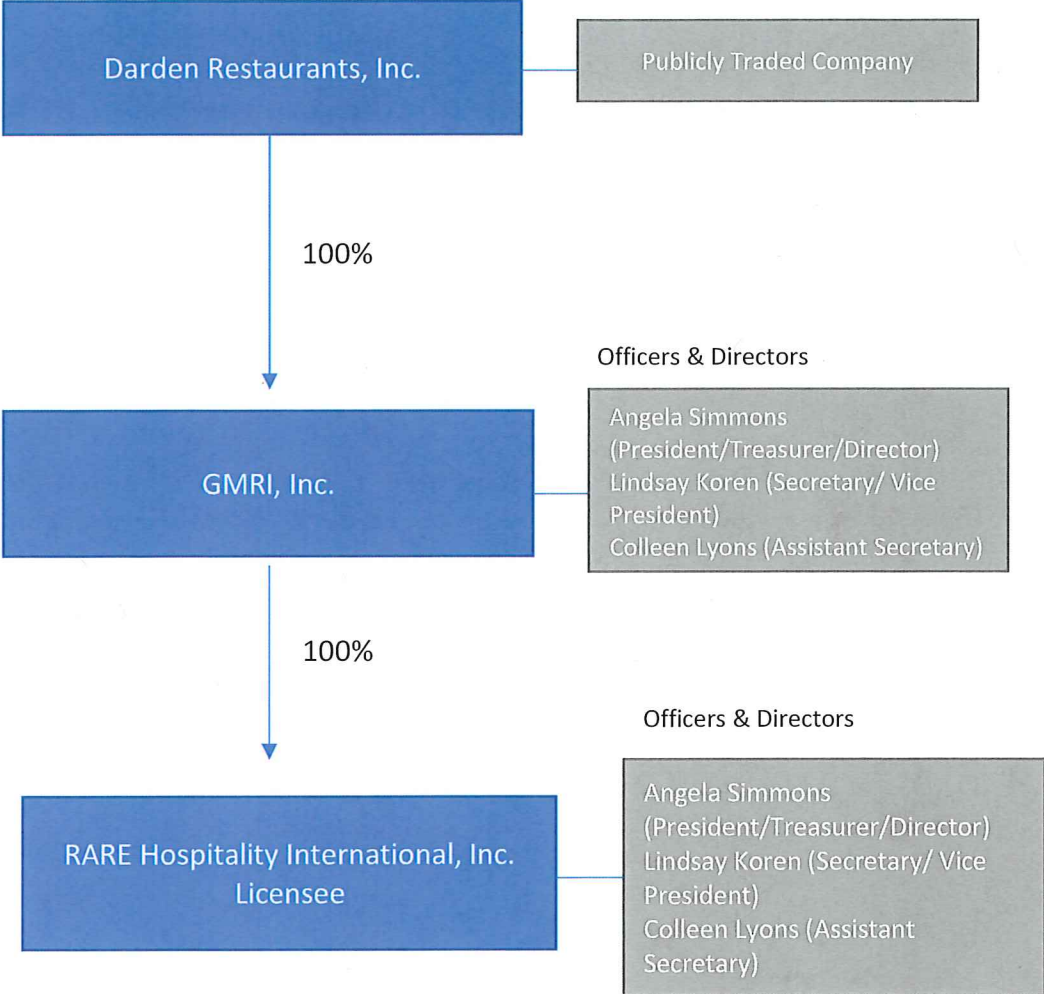 Darden Restaurants, Inc.
Publicly Traded Company
100%
Officers & Directors
GMRI, Inc.
Angela Simmons
(President/Treasurer/Director)
Lindsay Koren (Secretary/ Vice
President)
Colleen Lyons (Assistant Secretary)
100%
Officers & Directors
RARE Hospitality International, Inc.
Licensee
Angela Simmons
(President/Treasurer/Director)
Lindsay Koren (Secretary/ Vice
President)
Colleen Lyons (Assistant
Secretary)